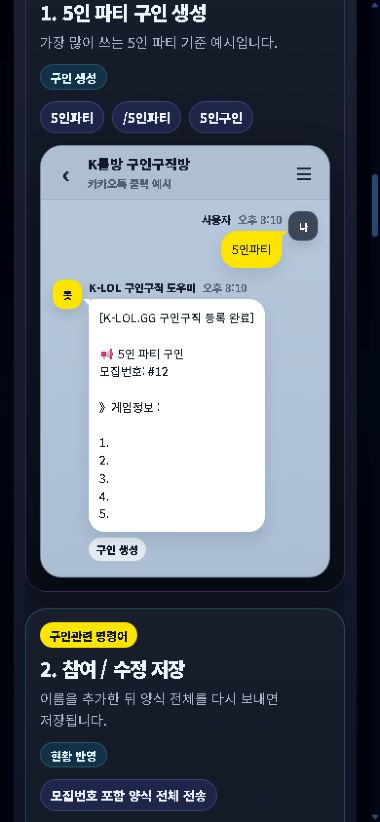 1. 5인 파티 구인 생성
가장 많이 쓰는 5인 파티 기준 예시입니다.
구인 생성
5인파티
/5인파티
5인구인
K롤방 구인구직방
카카오톡 출력 예시
사용자 오후 8:10
나
5인파티
봇
K-LOL 구인구직 도우미 오후 8:10
[K-LOL.GG 구인구직 등록 완료]
📢 5인 파티 구인
모집번호: #12
》 게임정보 :
1.
2.
3.
4.
5.
구인 생성
구인관련 명령어
2. 참여 / 수정 저장
이름을 추가한 뒤 양식 전체를 다시 보내면
저장됩니다.
현황 반영
모집번호 포함 양식 전체 전송